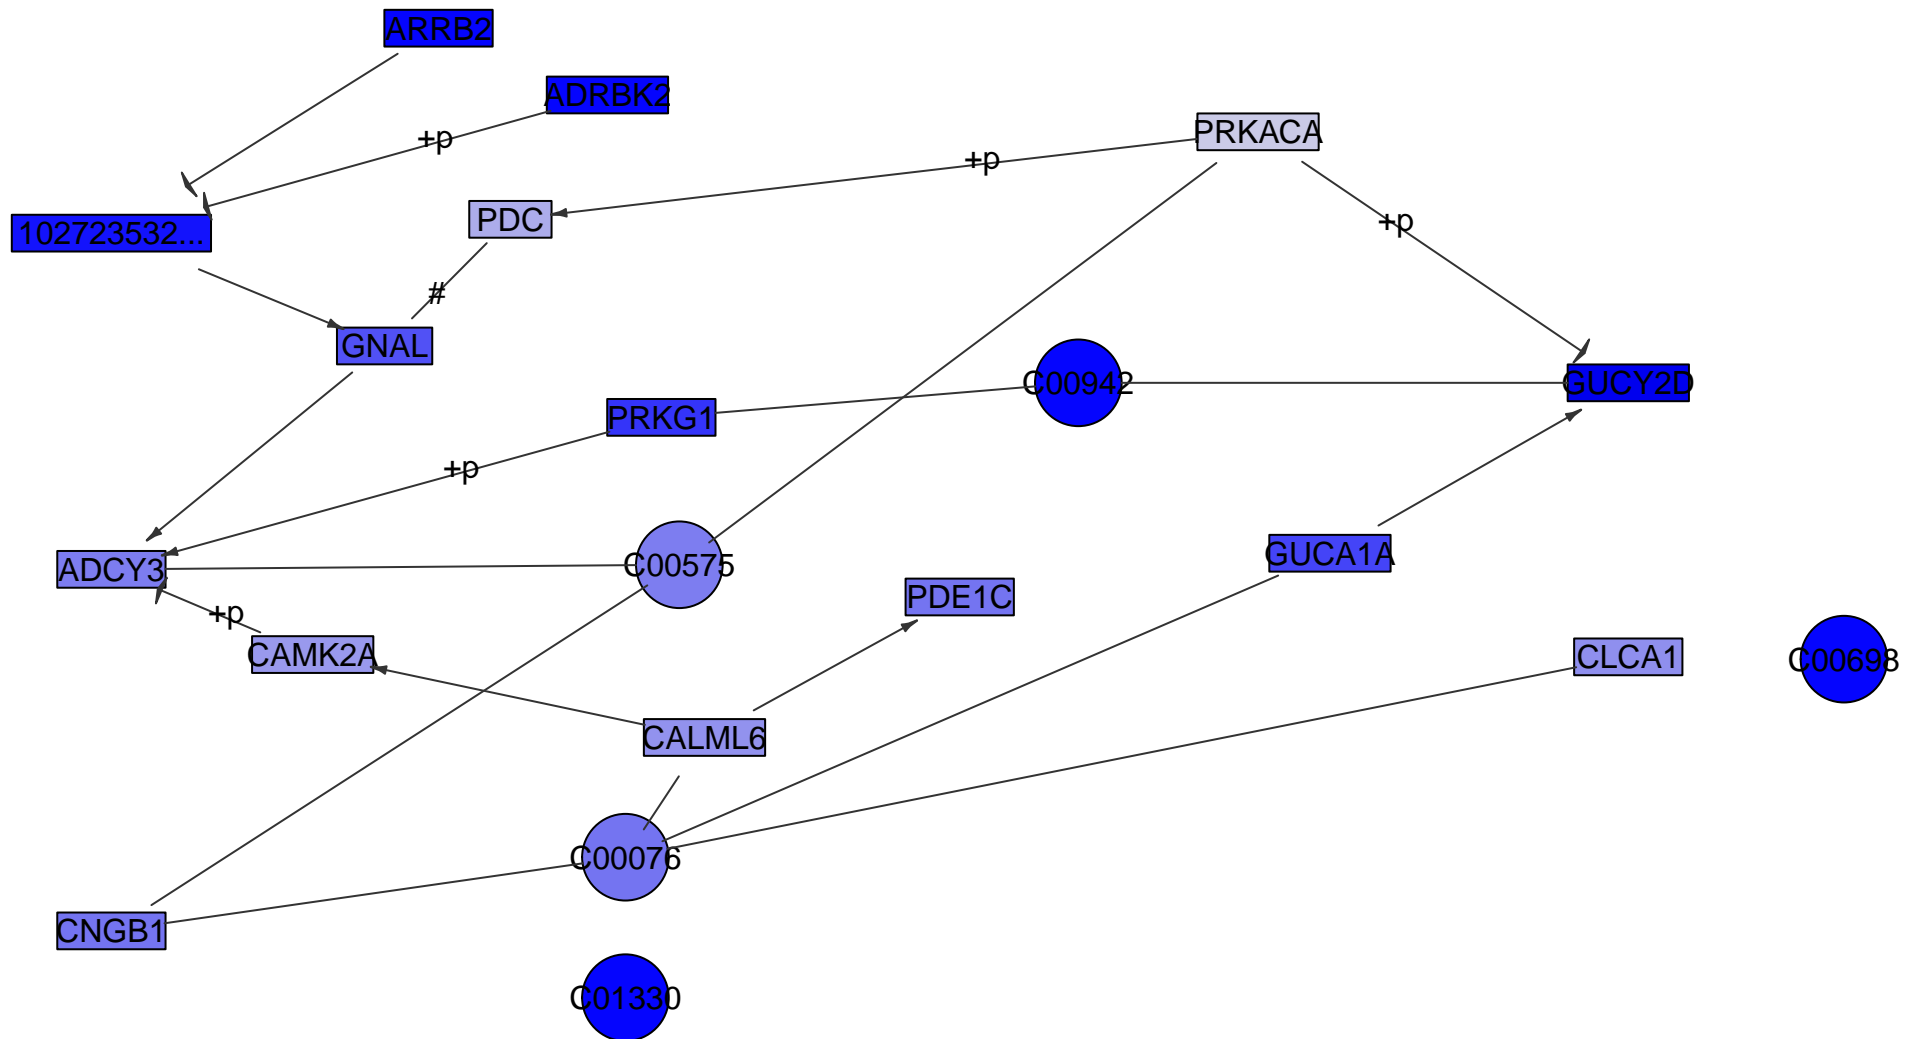 ARRB2
ADRBK2
+p
PRKACA
+p
PDC
102723532...
+p
#
GNAL
C00942
GUCY2D
PRKG1
+p
ADCY3
C00575
GUCA1A
PDE1C
+p
CAMK2A
CLCA1
C00698
CALML6
C00076
CNGB1
C01330